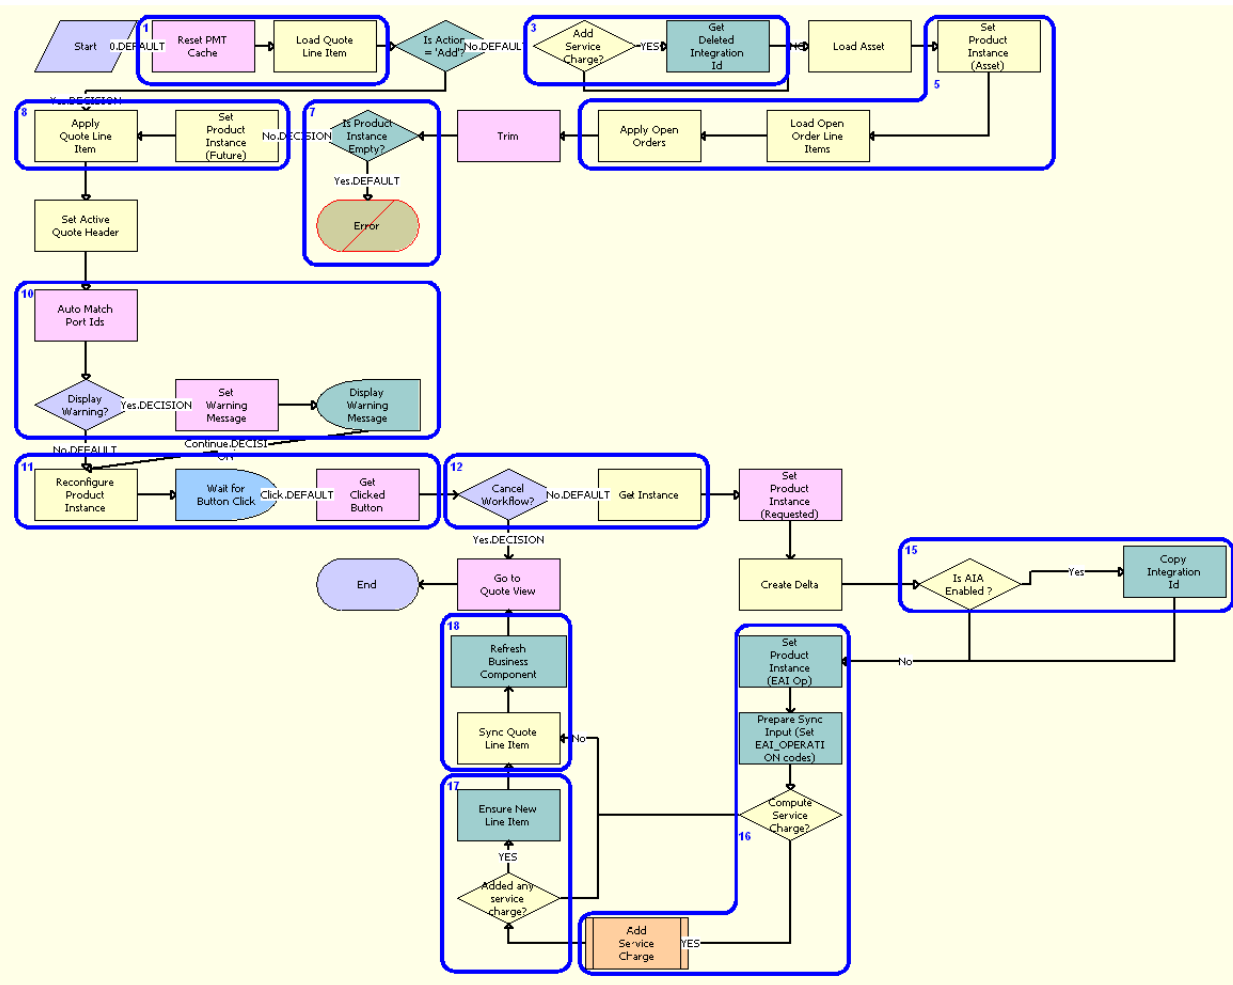 1
Start
0.DEFAULT
Reset PMT
Cache
Load Quote
Line Item
Is Action
= 'Add'?
No.DEFAULT
3
Add
Service
Charge?
YES
Get
Deleted
Integration
Id
Load Asset
Set
Product
Instance
(Asset)
5
Yes.DECISION
8
Apply
Quote Line
Item
Set
Product
Instance
(Future)
No.DECISION
7
Is Product
Instance
Empty?
Trim
Apply Open
Orders
Load Open
Order Line
Items
Yes.DEFAULT
Error
Set Active
Quote Header
10
Auto Match
Port Ids
Display
Warning?
Yes.DECISION
Set
Warning
Message
Display
Warning
Message
No.DEFAULT
Continue.DECISI
ON
11
Reconfigure
Product
Instance
Wait for
Button Click
Click.DEFAULT
Get
Clicked
Button
12
Cancel
Workflow?
No.DEFAULT
Get Instance
Set
Product
Instance
(Requested)
Yes.DECISION
End
Go to
Quote View
Create Delta
15
Is AIA
Enabled ?
Yes
Copy
Integration
Id
18
Refresh
Business
Component
Set
Product
Instance
(EAI Op)
No
Sync Quote
Line Item
No
Prepare Sync
Input (Set
EAI_OPERATI
ON codes)
17
Ensure New
Line Item
Compute
Service
Charge?
16
YES
Added any
service
charge?
Add
Service
Charge
YES